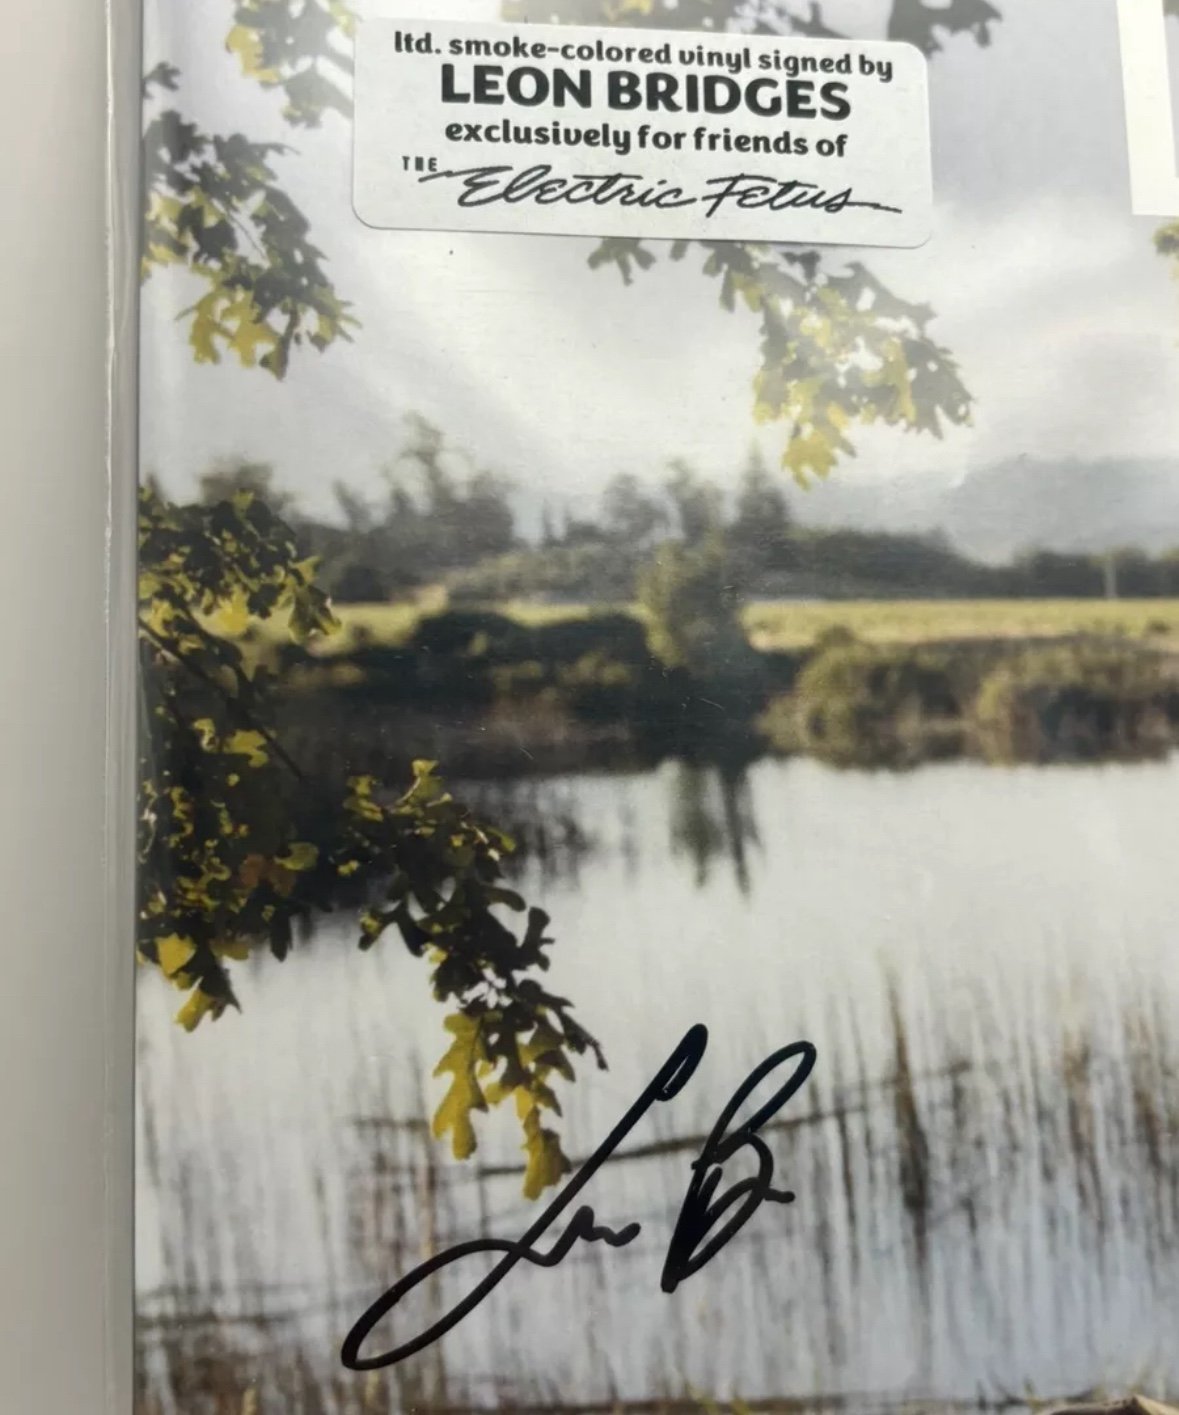 ltd. smoke-colored vinyl signed by
LEON BRIDGES
exclusively for friends of
THE Electric Fetus